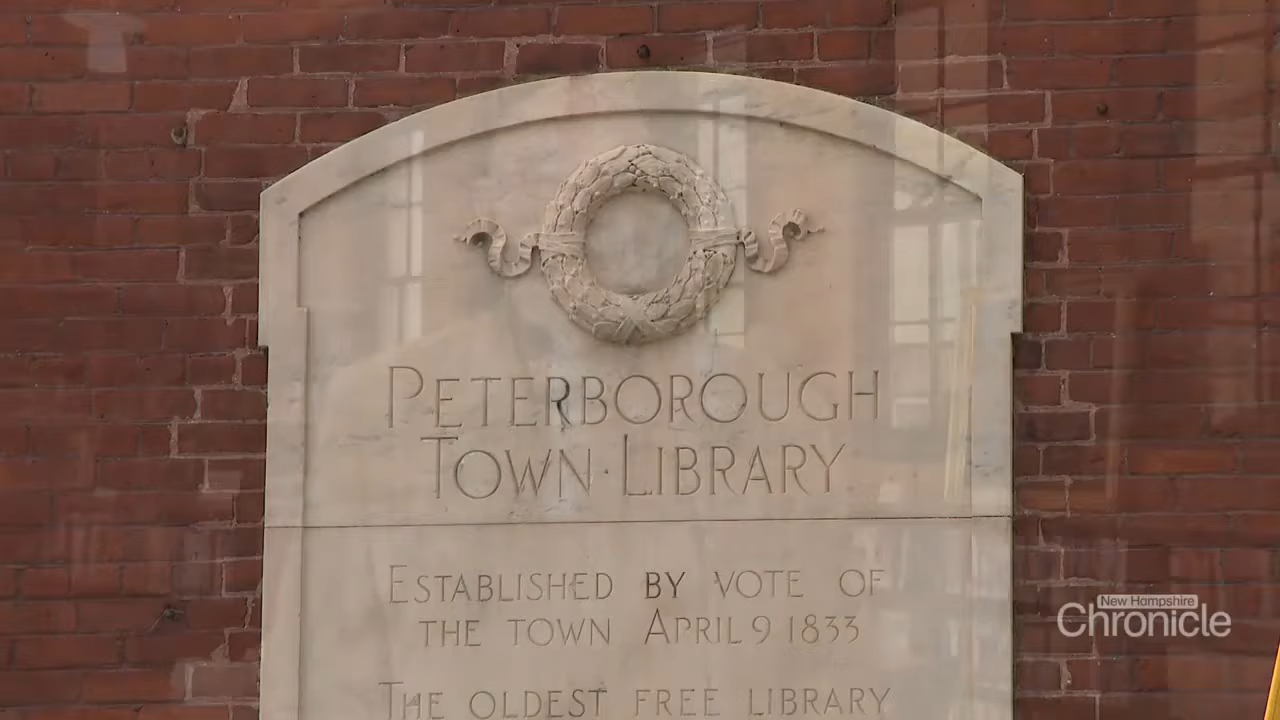 PETERBOROUGH
TOWN · LIBRARY
ESTABLISHED BY VOTE OF
THE TOWN APRIL 9 1833
THE OLDEST FREE LIBRARY
New Hampshire
Chronicle